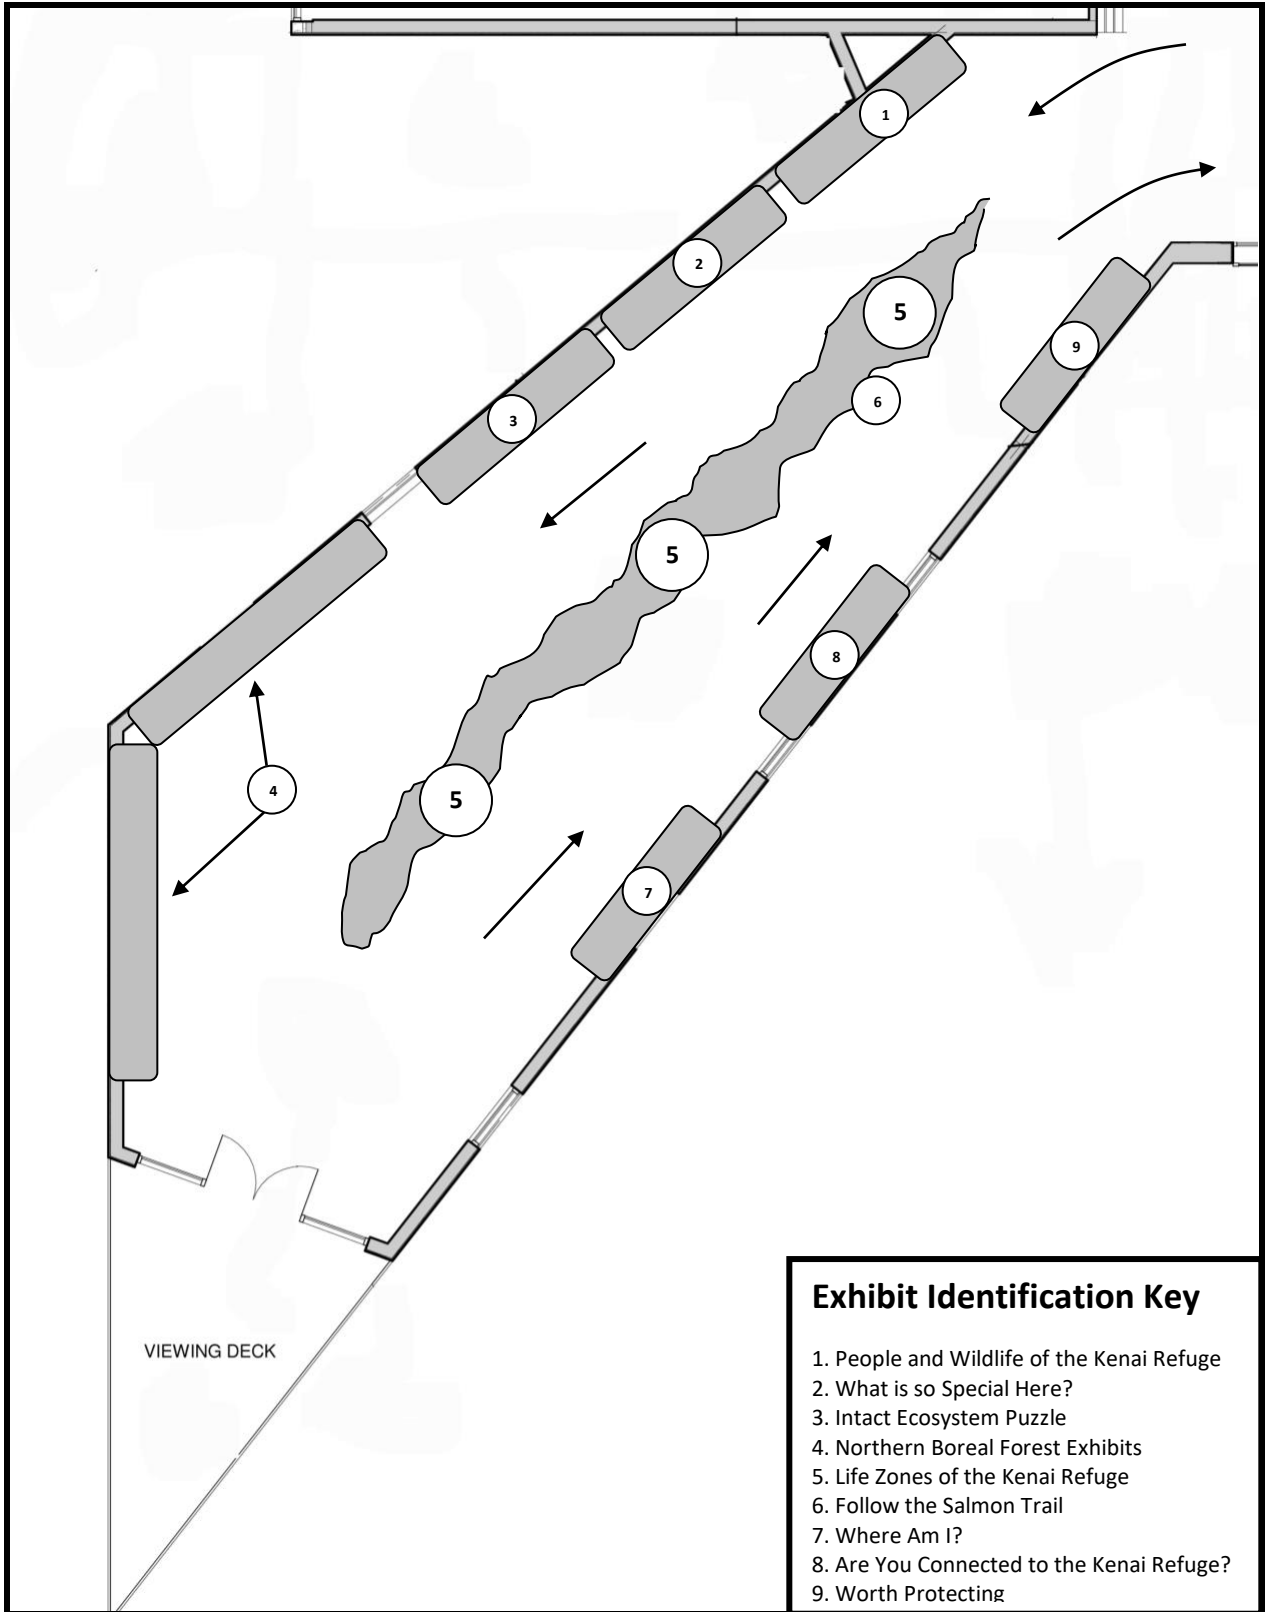 1
2
5
9
6
3
5
8
4
5
7
VIEWING DECK
Exhibit Identification Key
1. People and Wildlife of the Kenai Refuge
2. What is so Special Here?
3. Intact Ecosystem Puzzle
4. Northern Boreal Forest Exhibits
5. Life Zones of the Kenai Refuge
6. Follow the Salmon Trail
7. Where Am I?
8. Are You Connected to the Kenai Refuge?
9. Worth Protecting